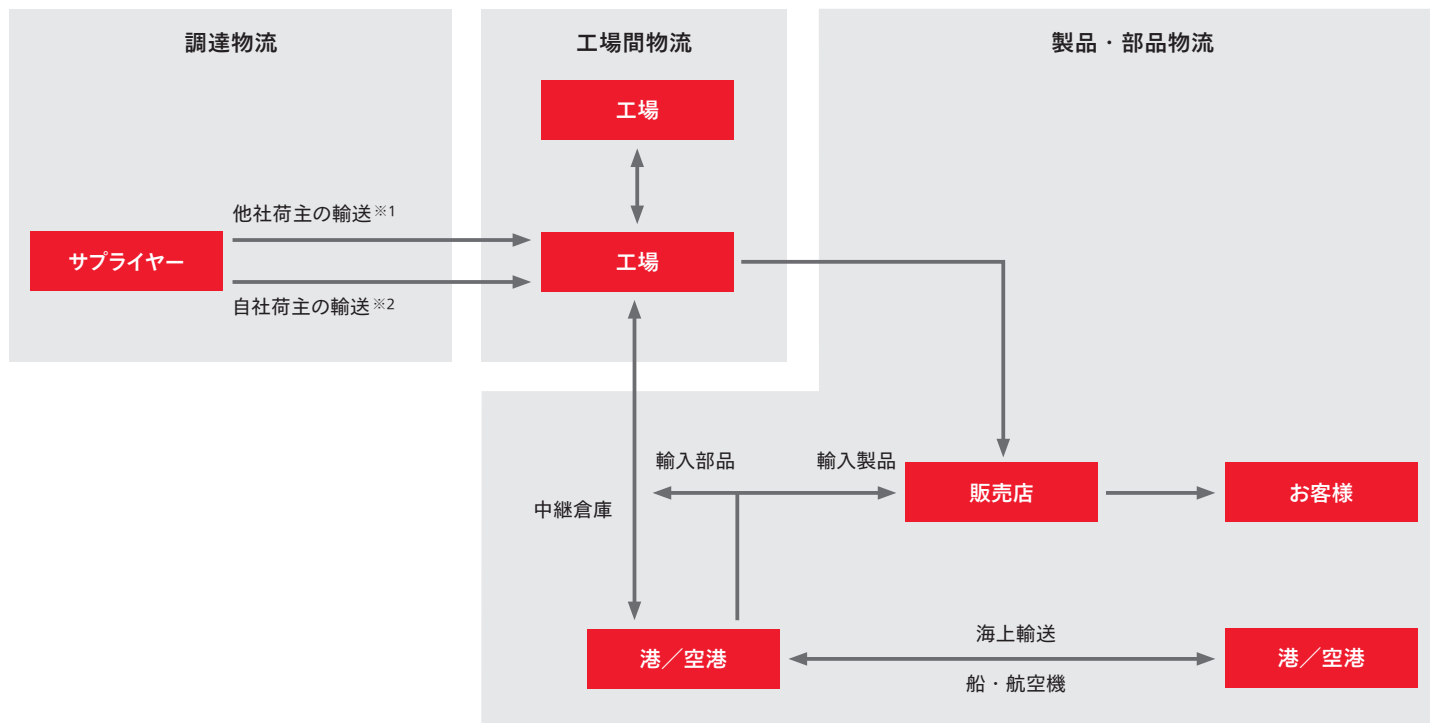 調達物流
工場間物流
製品・部品物流
工場
他社荷主の輸送※1
サプライヤー
工場
自社荷主の輸送※2
輸入部品
輸入製品
販売店
お客様
中継倉庫
海上輸送
港／空港
港／空港
船・航空機